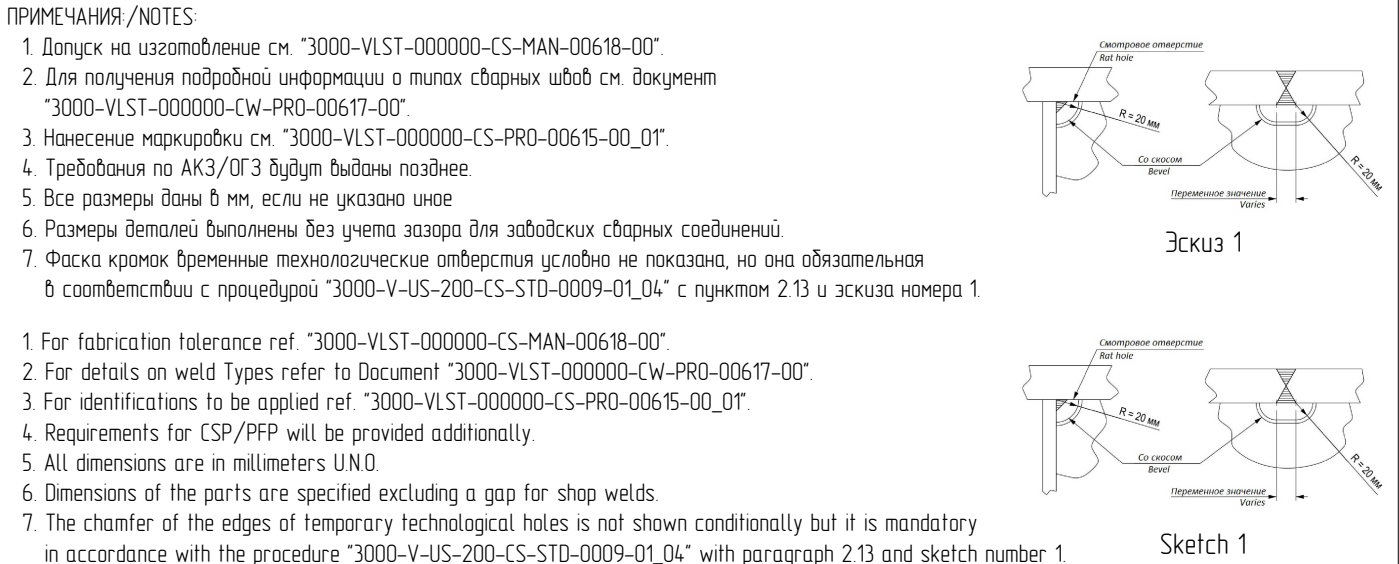 ПРИМЕЧАНИЯ:/NOTES:
1. Допуск на изготовление см. "3000-VLST-000000-CS-MAN-00618-00".
2. Для получения подробной информации о типах сварных швов см. документ
"3000-VLST-000000-CW-PRO-00617-00".
3. Нанесение маркировки см. "3000-VLST-000000-CS-PRO-00615-00_01".
4. Требования по АКЗ/ОГЗ будут выданы позднее.
5. Все размеры даны в мм, если не указано иное
6. Размеры деталей выполнены без учета зазора для заводских сварных соединений.
7. Фаска кромок временные технологические отверстия условно не показана, но она обязательная
в соответствии с процедурой "3000-V-US-200-CS-STD-0009-01_04" с пунктом 2.13 и эскиза номера 1.
Смотровое отверстие
Rat hole
R = 20 мм
Со скосом
Bevel
R = 20 мм
Переменное значение
Varies
Эскиз 1
1. For fabrication tolerance ref. "3000-VLST-000000-CS-MAN-00618-00".
2. For details on weld Types refer to Document "3000-VLST-000000-CW-PRO-00617-00".
3. For identifications to be applied ref. "3000-VLST-000000-CS-PRO-00615-00_01".
4. Requirements for CSP/PFP will be provided additionally.
5. All dimensions are in millimeters U.N.O.
6. Dimensions of the parts are specified excluding a gap for shop welds.
7. The chamfer of the edges of temporary technological holes is not shown conditionally but it is mandatory
in accordance with the procedure "3000-V-US-200-CS-STD-0009-01_04" with paragraph 2.13 and sketch number 1.
Смотровое отверстие
Rat hole
R = 20 мм
Со скосом
Bevel
R = 20 мм
Переменное значение
Varies
Sketch 1